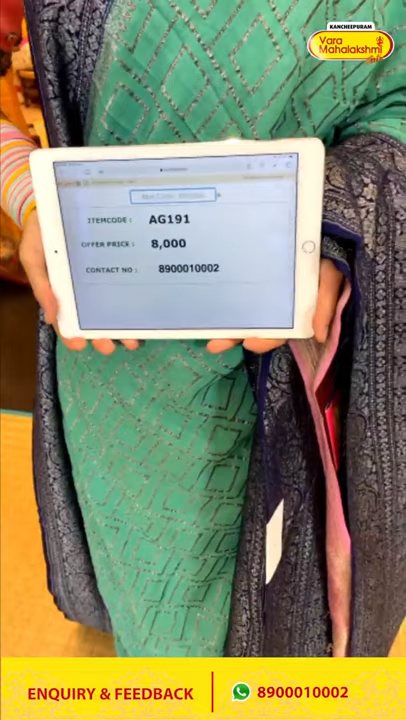 KANCHEEPURAM
Vara
Mahalakshmi
ITEMCODE : AG191
OFFER PRICE : 8,000
CONTACT NO : 8900010002
ENQUIRY & FEEDBACK 8900010002